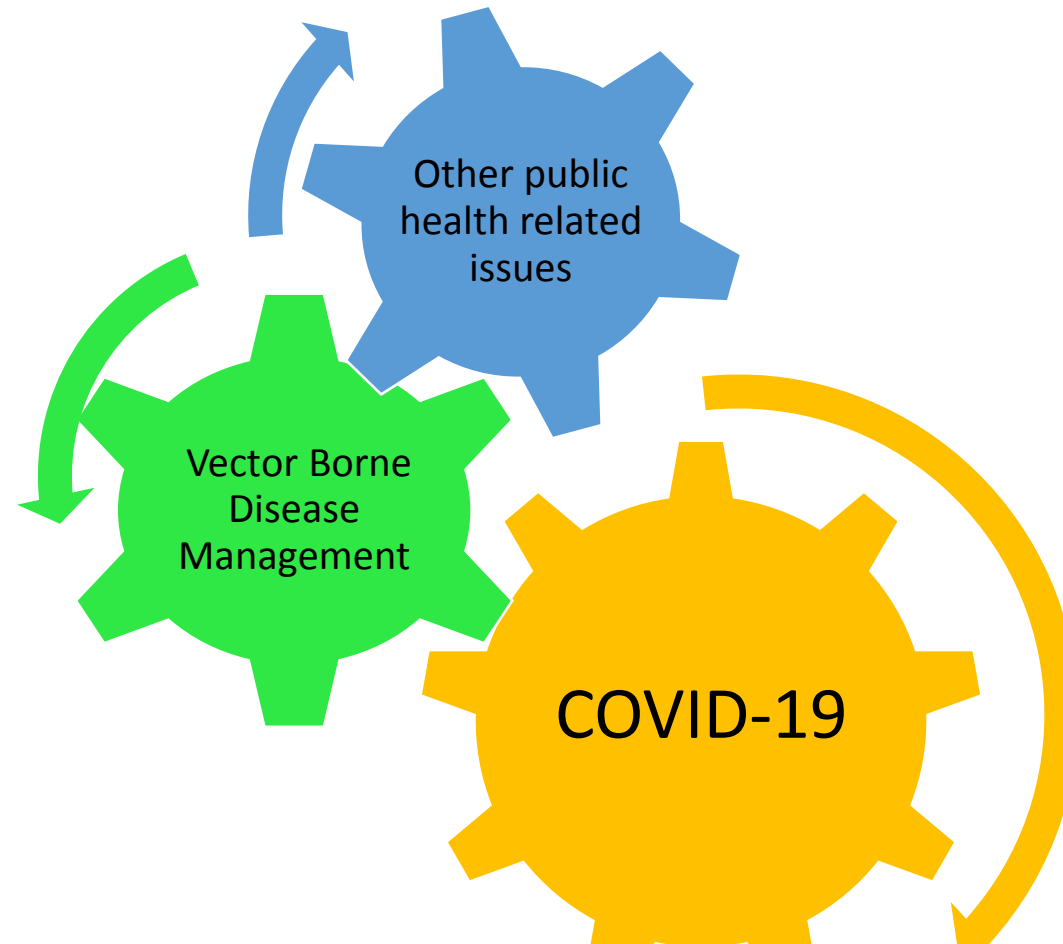 Other public
health related
issues
Vector Borne
Disease
Management
COVID-19